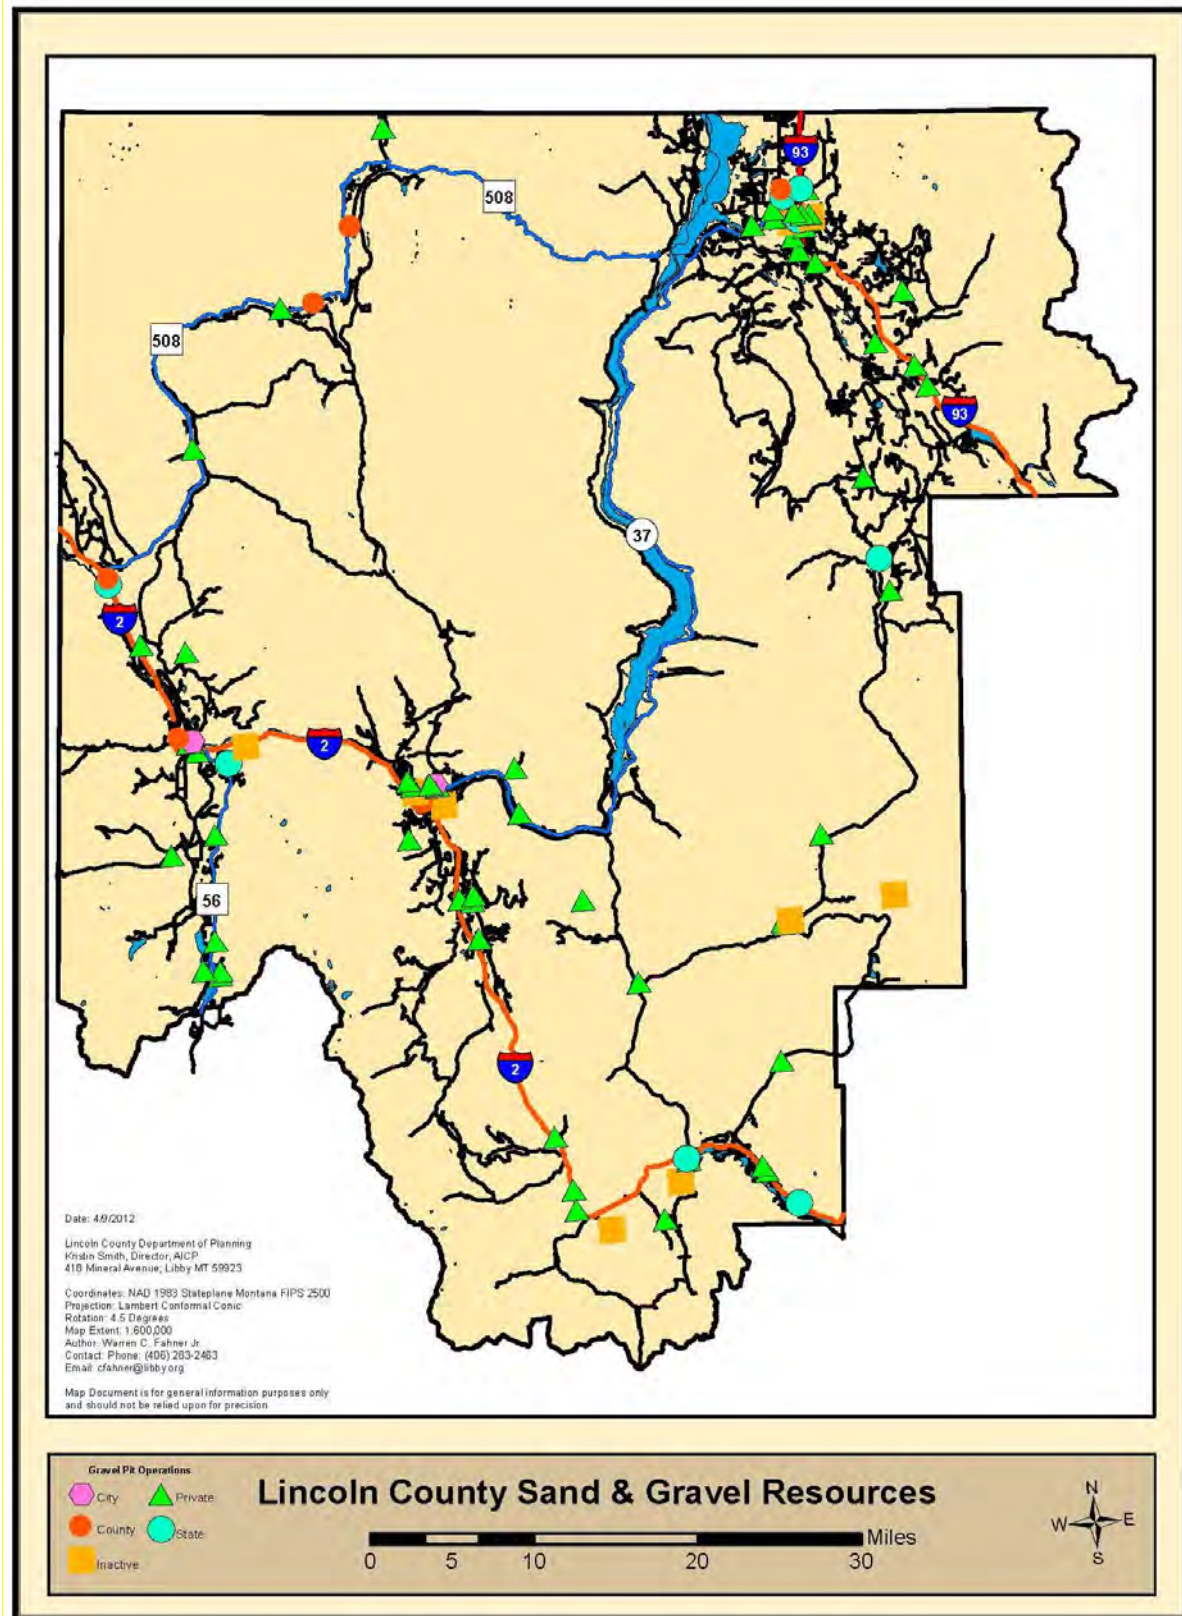 93
508
508
93
37
2
2
56
2
Date: 4/9/2012
Lincoln County Department of Planning
Kristin Smith, Director, AICP
418 Mineral Avenue; Libby MT 59923
Coordinates: NAD 1983 Stateplane Montana FIPS 2500
Projection: Lambert Conformal Conic
Rotation: 4.5 Degrees
Map Extent: 1:600,000
Author: Warren C. Fahner Jr.
Contact: Phone: (406) 283-2463
Email: cfahner@libby.org
Map Document is for general information purposes only
and should not be relied upon for precision
Gravel Pit Operations
City
Private
County
State
Inactive
Lincoln County Sand & Gravel Resources
Miles
0 5 10 20 30
N
W E
S